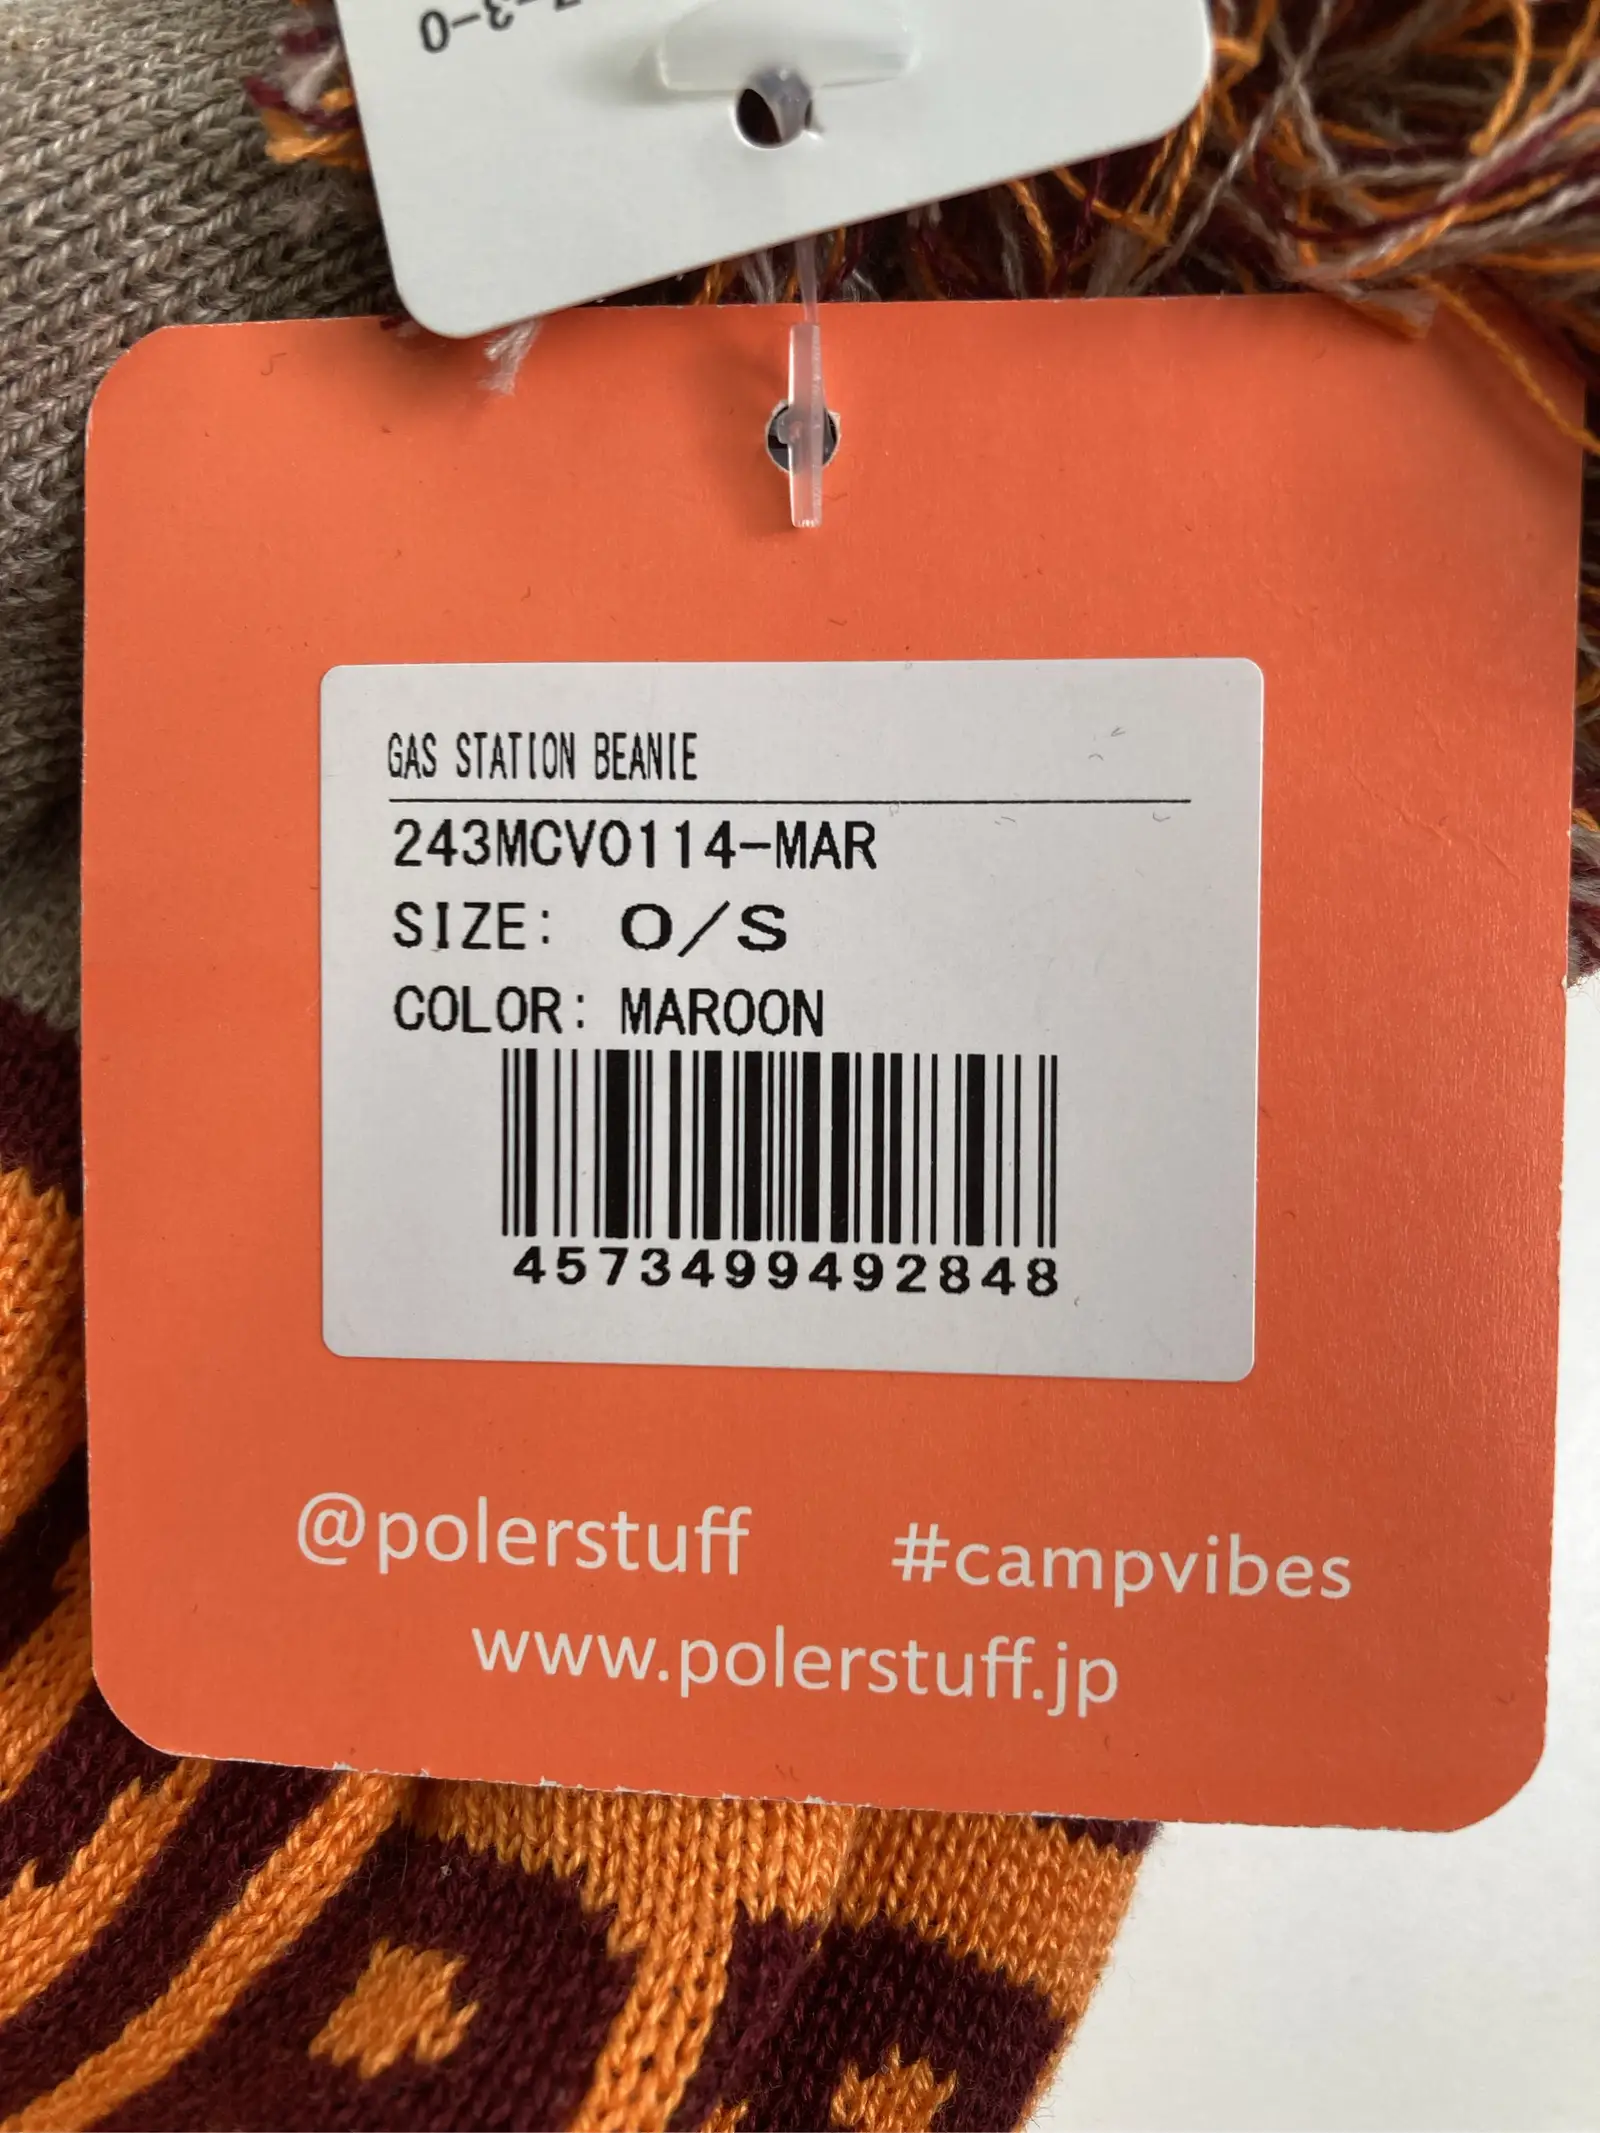 GAS STATION BEANIE
243MCV0114-MAR
SIZE: O/S
COLOR: MAROON
4573499492848
@polerstuff #campvibes
www.polerstuff.jp